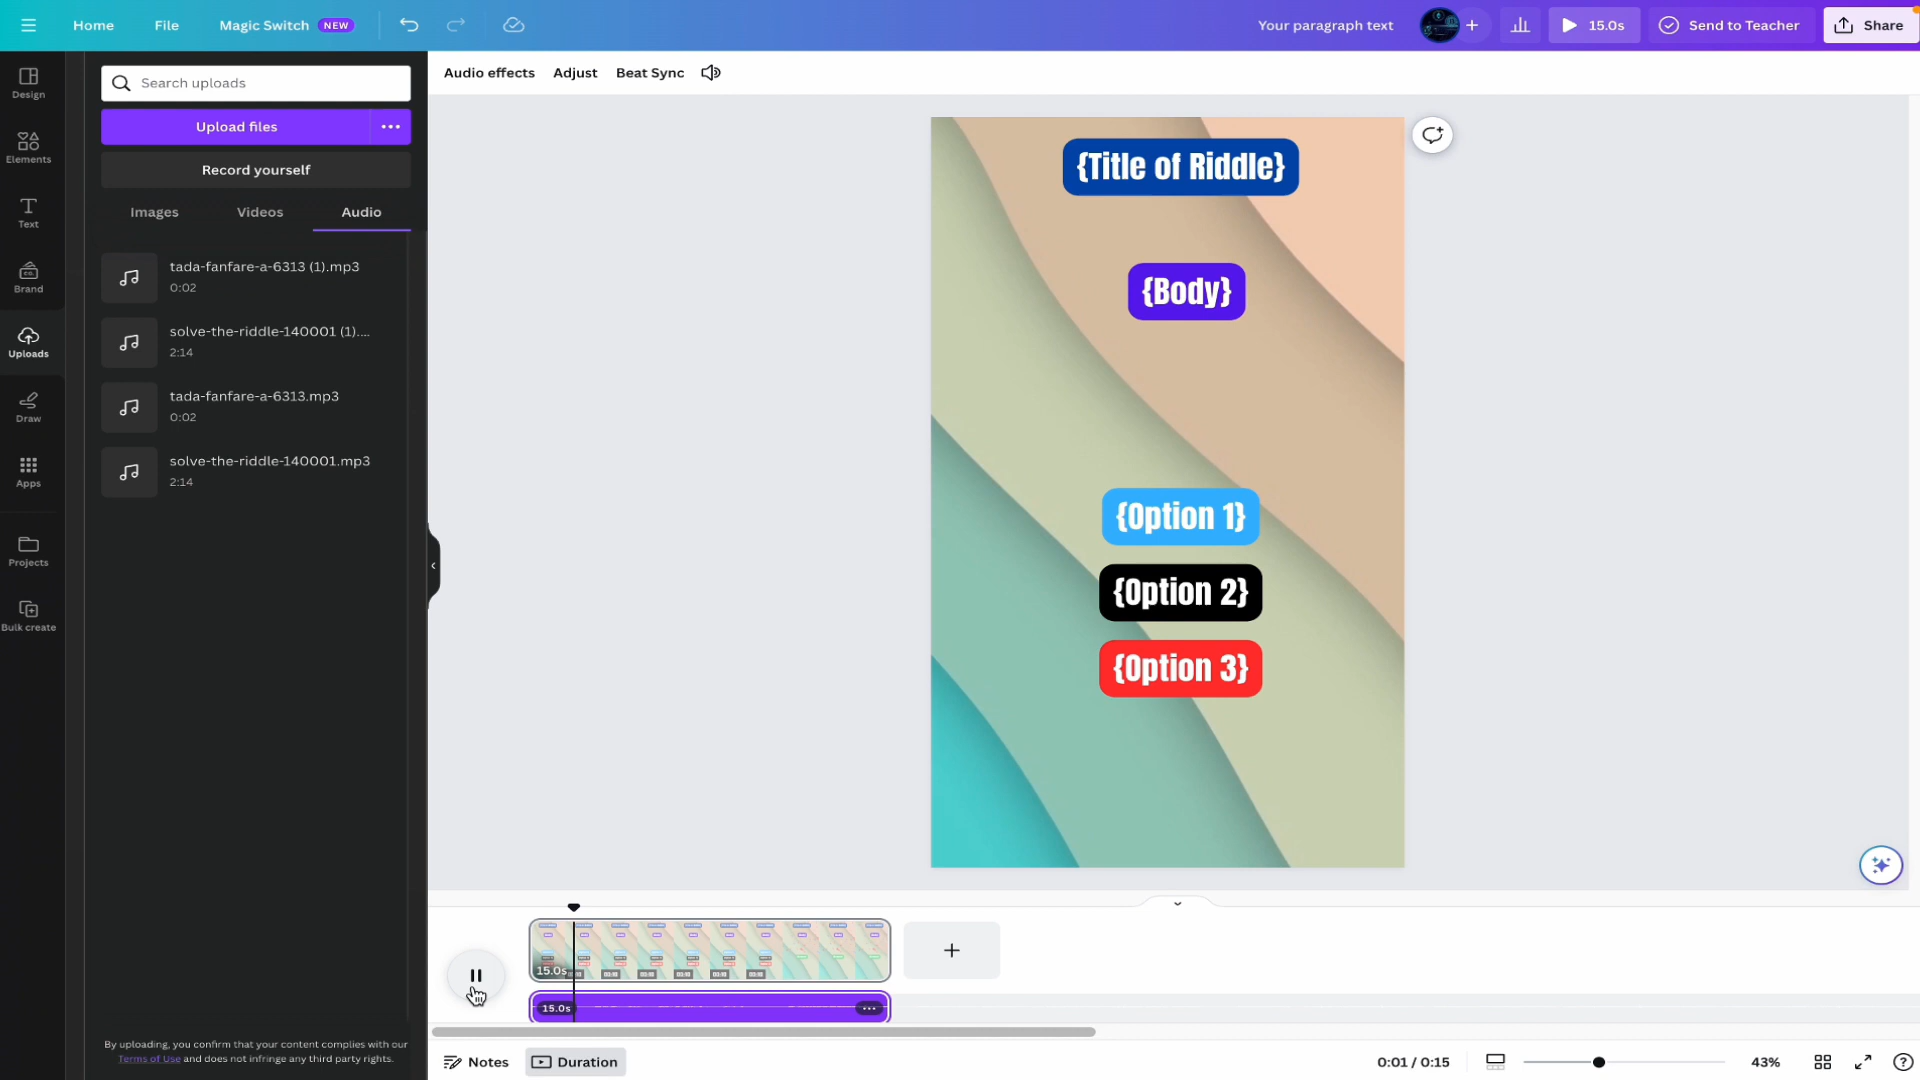 Home File Magic Switch NEW Your paragraph text 15.0s Send to Teacher Share
Audio effects Adjust Beat Sync
Design
Elements
Text
Brand
Uploads
Draw
Apps
Projects
Bulk create
Search uploads
Upload files
Record yourself
Images Videos Audio
tada-fanfare-a-6313 (1).mp3
0:02
solve-the-riddle-140001 (1)....
2:14
tada-fanfare-a-6313.mp3
0:02
solve-the-riddle-140001.mp3
2:14
By uploading, you confirm that your content complies with our
Terms of Use and does not infringe any third party rights.
{Title of Riddle}
{Body}
{Option 1}
{Option 2}
{Option 3}
15.0s
15.0s
Notes Duration 0:01 / 0:15 43%